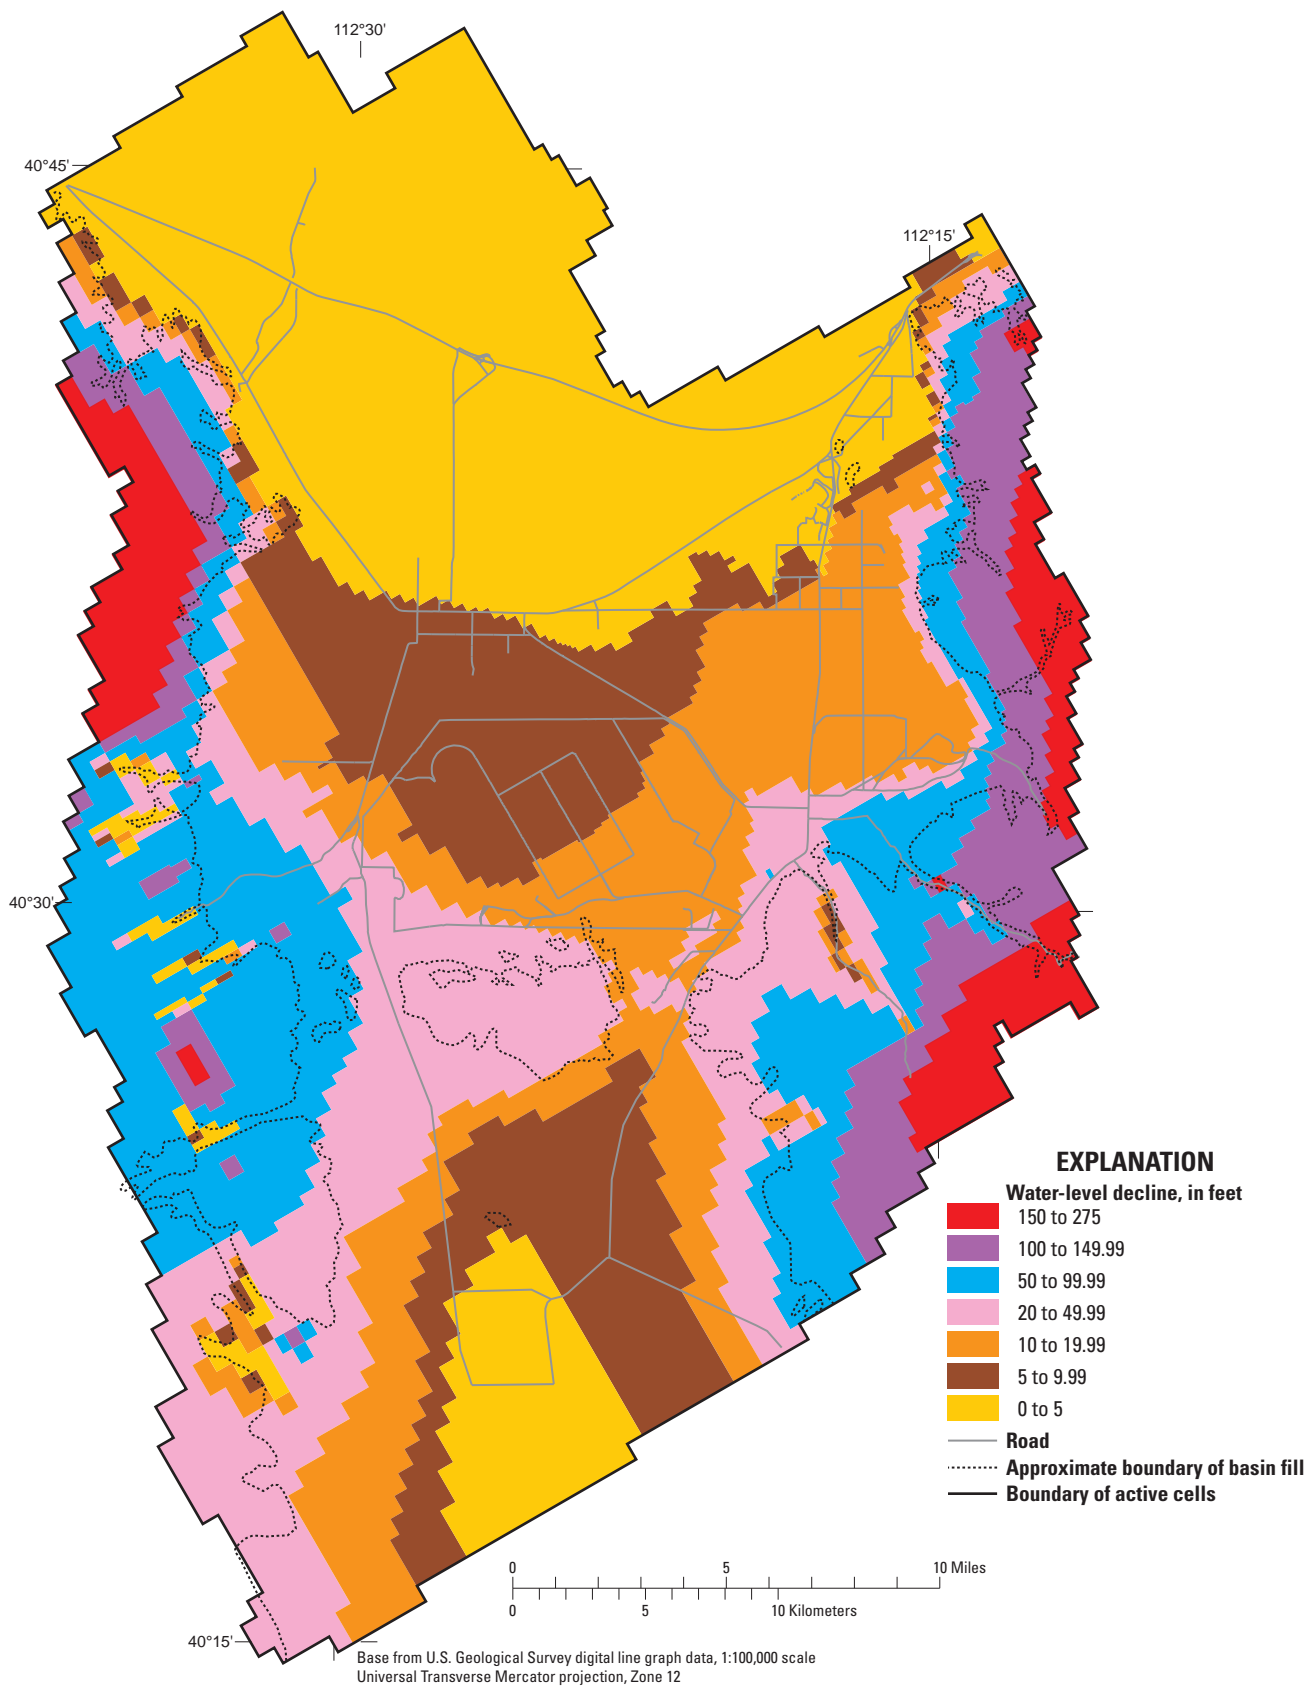 112°30'
40°45'
112°15'
40°30'
EXPLANATION
Water-level decline, in feet
150 to 275
100 to 149.99
50 to 99.99
20 to 49.99
10 to 19.99
5 to 9.99
0 to 5
Road
Approximate boundary of basin fill
Boundary of active cells
0 5 10 Miles
0 5 10 Kilometers
40°15'
Base from U.S. Geological Survey digital line graph data, 1:100,000 scale
Universal Transverse Mercator projection, Zone 12